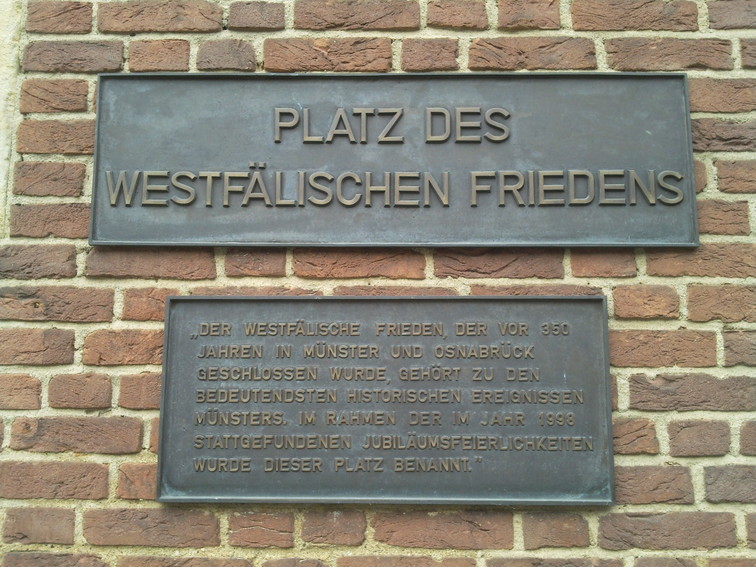 PLATZ DES
WESTFÄLISCHEN FRIEDENS
„DER WESTFÄLISCHE FRIEDEN, DER VOR 350
JAHREN IN MÜNSTER UND OSNABRÜCK
GESCHLOSSEN WURDE, GEHÖRT ZU DEN
BEDEUTENDSTEN HISTORISCHEN EREIGNISSEN
MÜNSTERS. IM RAHMEN DER IM JAHR 1998
STATTGEFUNDENEN JUBILÄUMSFEIERLICHKEITEN
WURDE DIESER PLATZ BENANNT.“